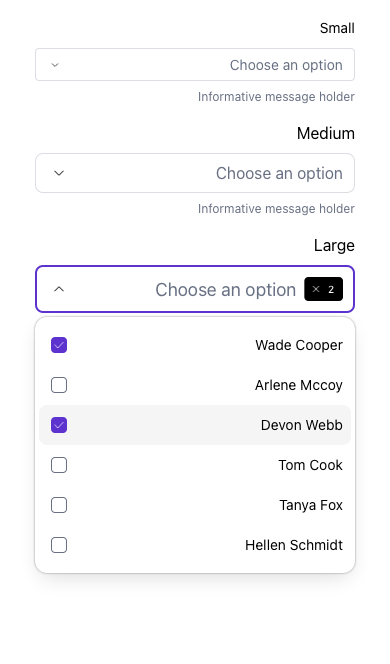 Small
Choose an option
Informative message holder
Medium
Choose an option
Informative message holder
Large
Choose an option 2
Wade Cooper
Arlene Mccoy
Devon Webb
Tom Cook
Tanya Fox
Hellen Schmidt